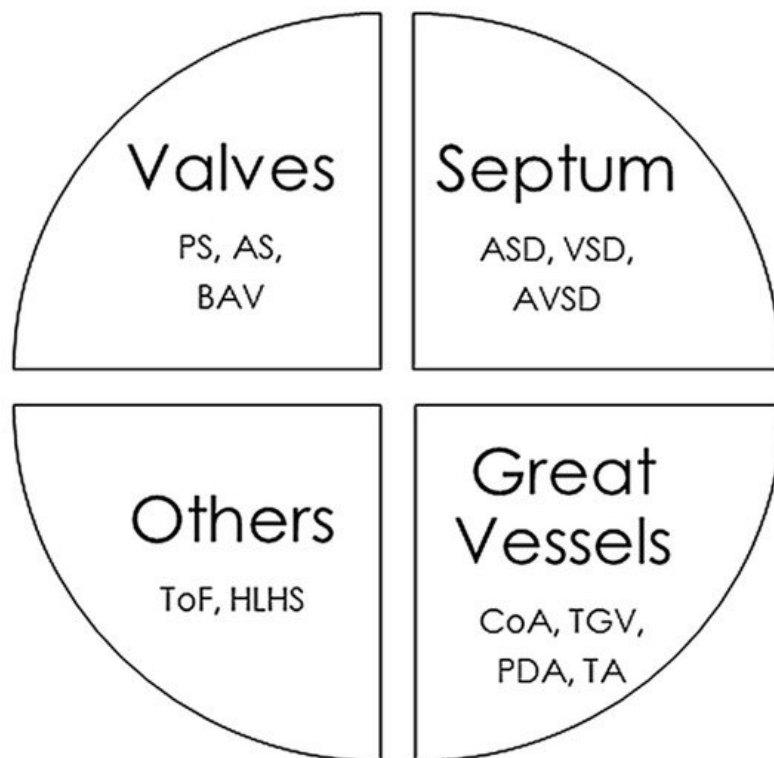 Valves
PS, AS,
BAV
Septum
ASD, VSD,
AVSD
Others
ToF, HLHS
Great
Vessels
CoA, TGV,
PDA, TA